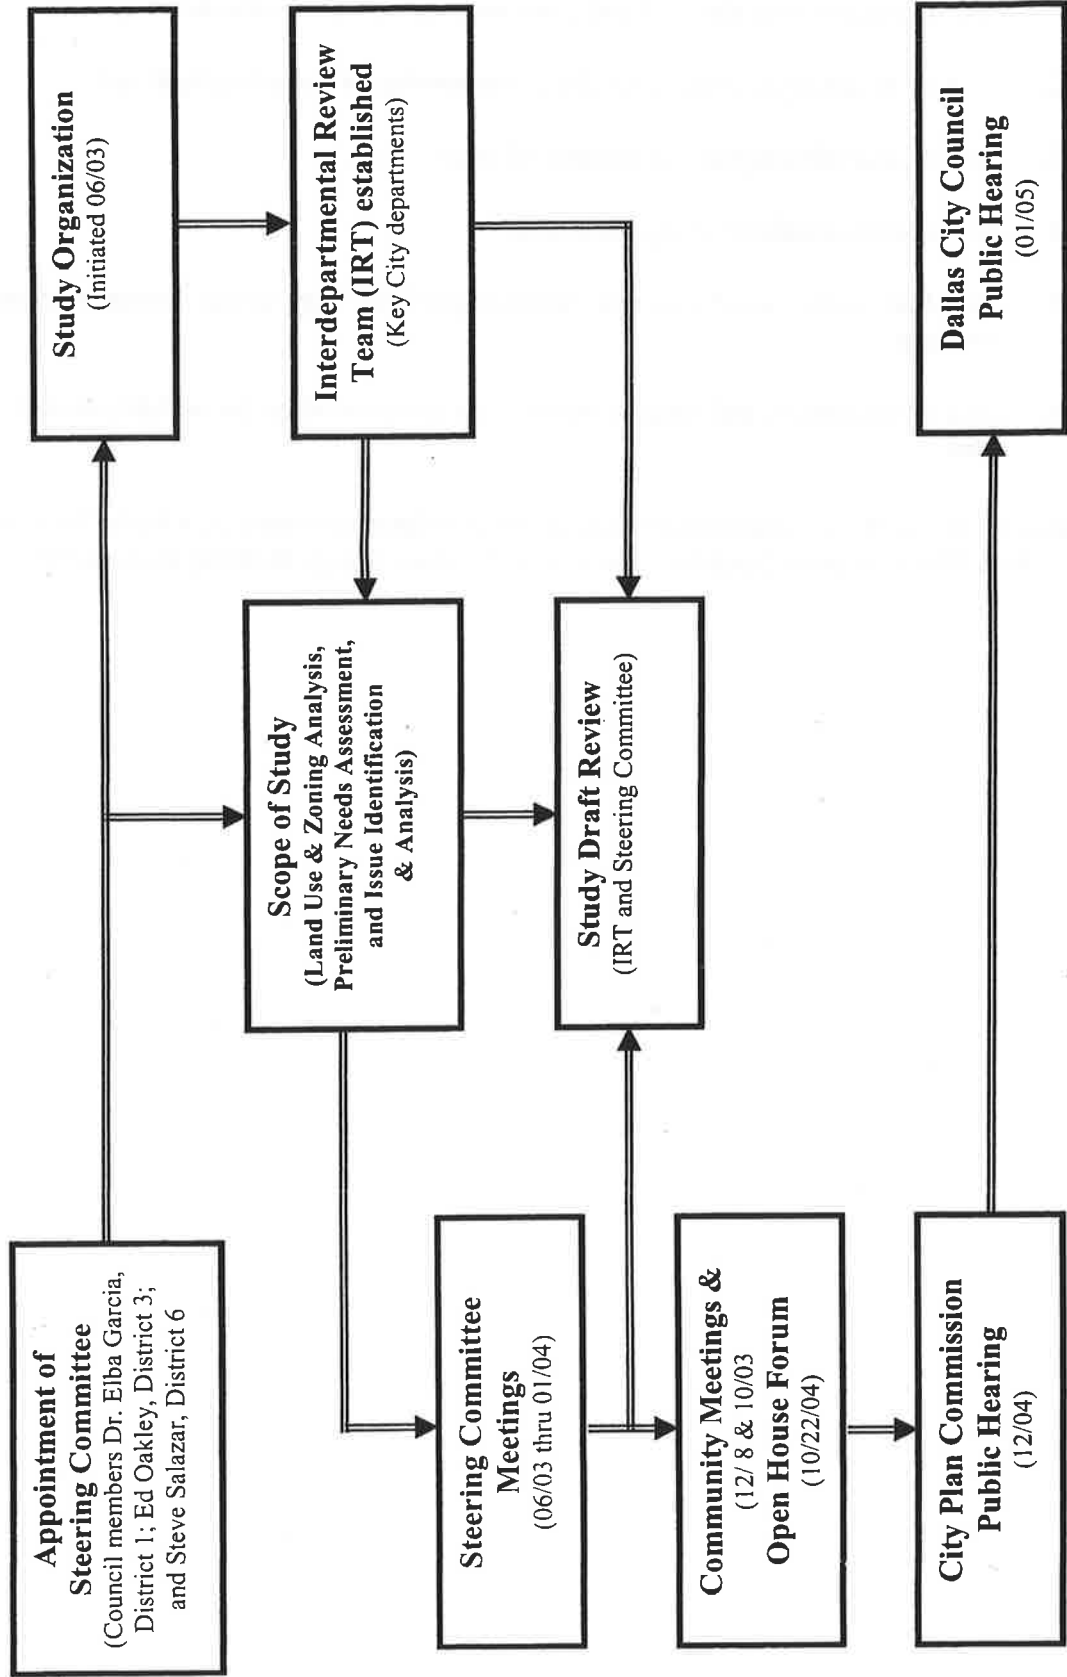 Appointment of
Steering Committee
(Council members Dr. Elba Garcia,
District 1; Ed Oakley, District 3;
and Steve Salazar, District 6
Study Organization
(Initiated 06/03)
Scope of Study
(Land Use & Zoning Analysis,
Preliminary Needs Assessment,
and Issue Identification
& Analysis)
Interdepartmental Review
Team (IRT) established
(Key City departments)
Steering Committee
Meetings
(06/03 thru 01/04)
Study Draft Review
(IRT and Steering Committee)
Community Meetings &
(12/ 8 & 10/03
Open House Forum
(10/22/04)
City Plan Commission
Public Hearing
(12/04)
Dallas City Council
Public Hearing
(01/05)